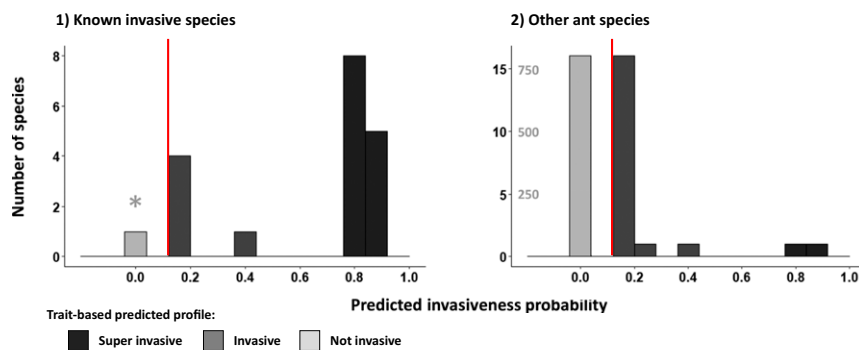 1) Known invasive species
2) Other ant species
Number of species
8
6
4
2
0
*
0.0 0.2 0.4 0.6 0.8 1.0
15 750
10 500
5 250
0
0.0 0.2 0.4 0.6 0.8 1.0
Predicted invasiveness probability
Trait-based predicted profile:
Super invasive Invasive Not invasive